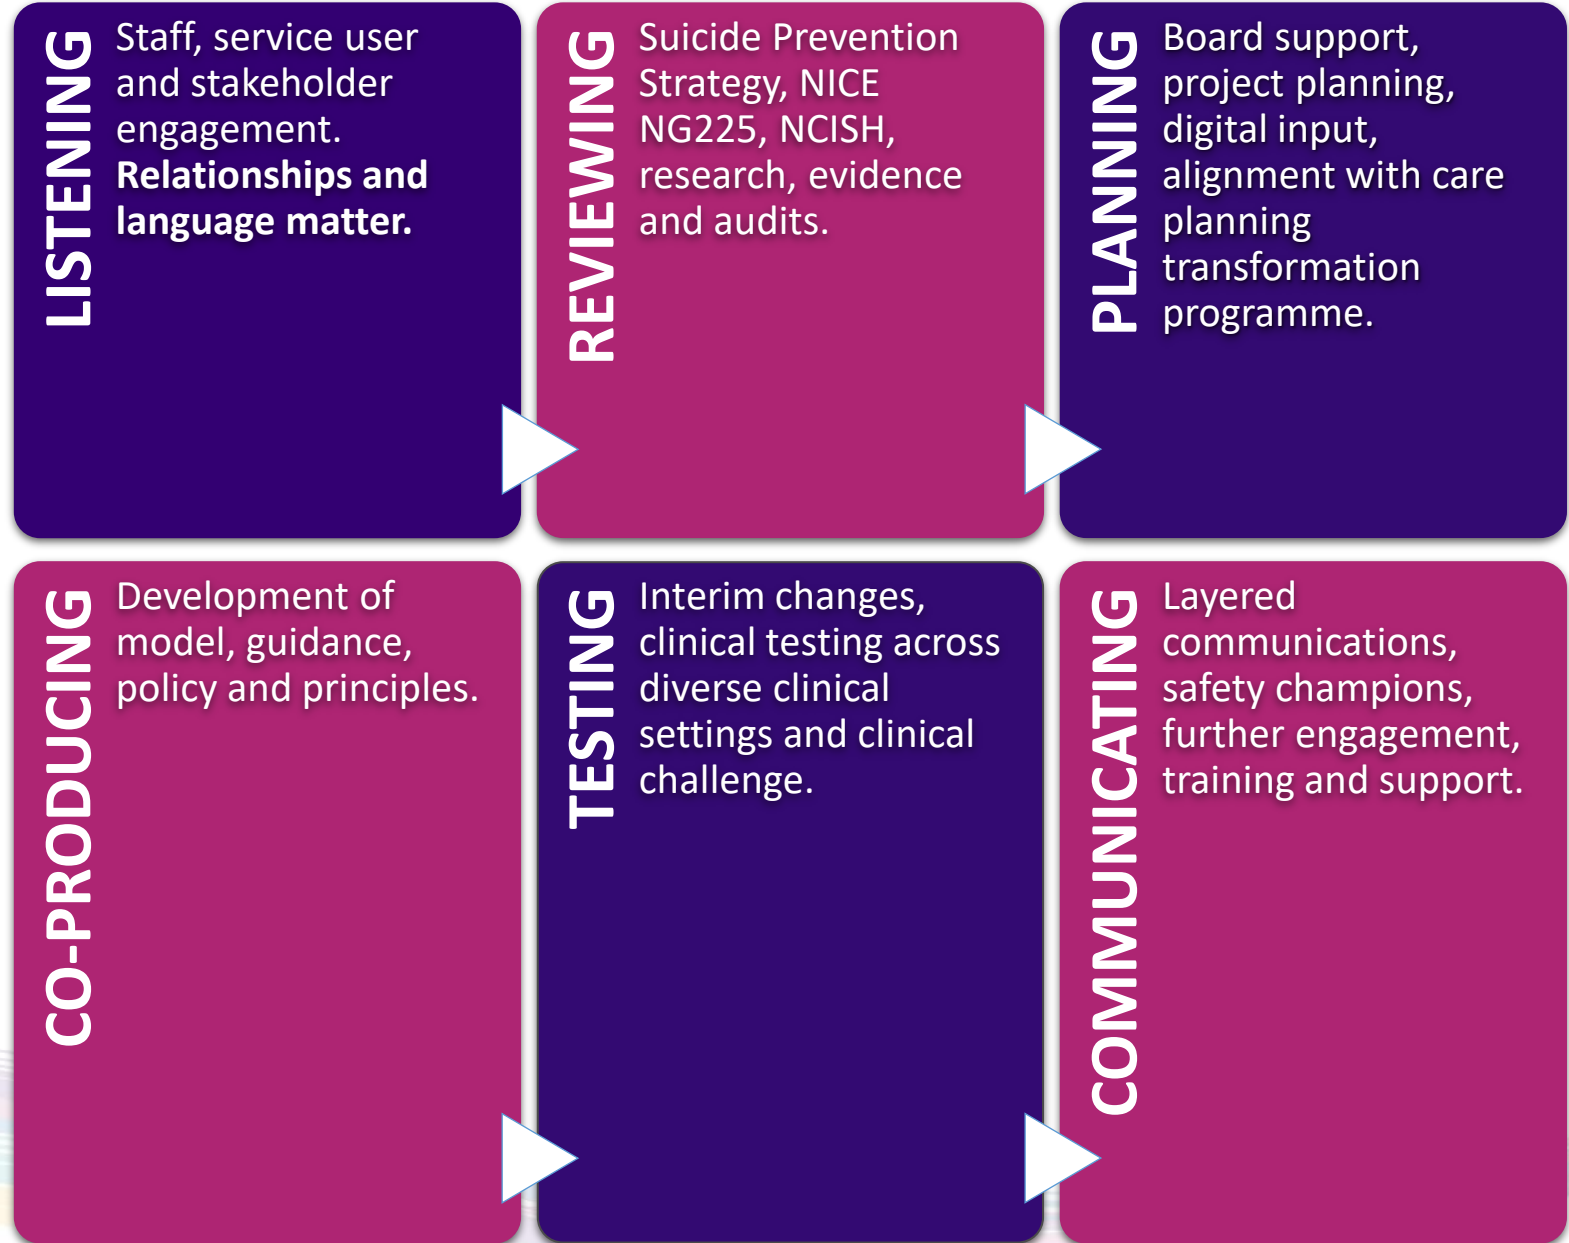 LISTENING
Staff, service user
and stakeholder
engagement.
Relationships and
language matter.
REVIEWING
Suicide Prevention
Strategy, NICE
NG225, NCISH,
research, evidence
and audits.
PLANNING
Board support,
project planning,
digital input,
alignment with care
planning
transformation
programme.
CO-PRODUCING
Development of
model, guidance,
policy and principles.
TESTING
Interim changes,
clinical testing across
diverse clinical
settings and clinical
challenge.
COMMUNICATING
Layered
communications,
safety champions,
further engagement,
training and support.